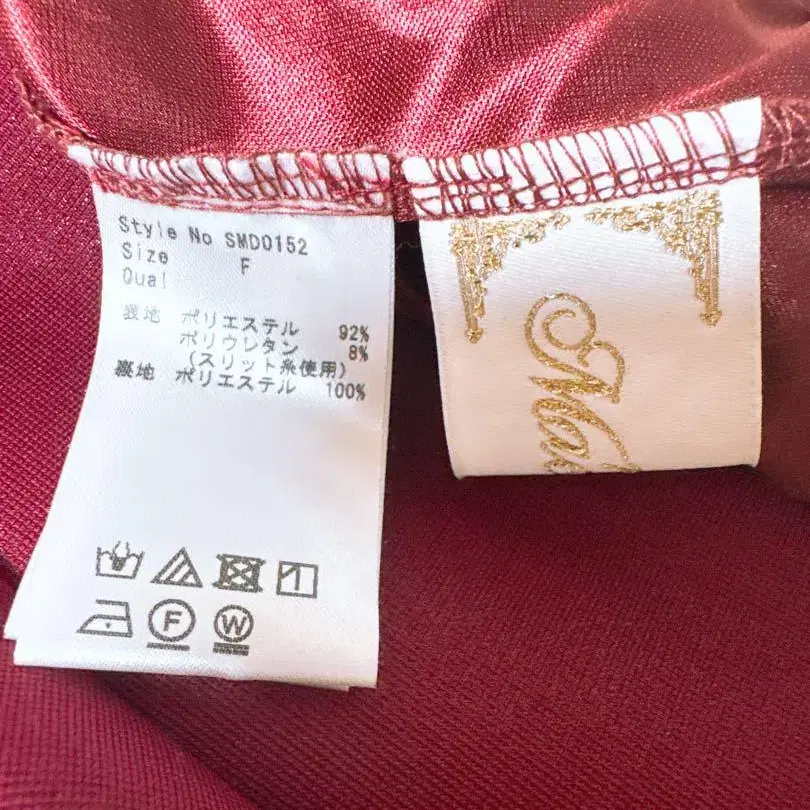 Style No SMD0152
Size F
Qual
表地 ポリエステル 92%
ポリウレタン 8%
(スリット糸使用)
裏地 ポリエステル 100%
F
W